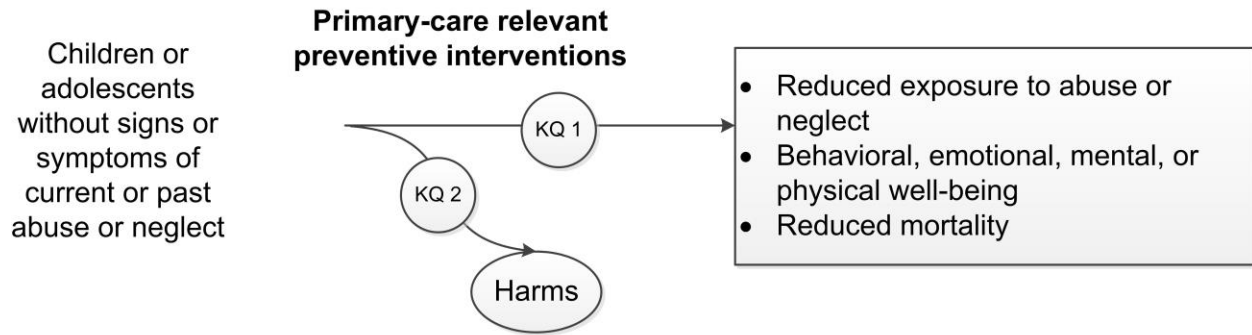 Children or
adolescents
without signs or
symptoms of
current or past
abuse or neglect
Primary-care relevant
preventive interventions
KQ 1
KQ 2
Harms
• Reduced exposure to abuse or
neglect
• Behavioral, emotional, mental, or
physical well-being
• Reduced mortality